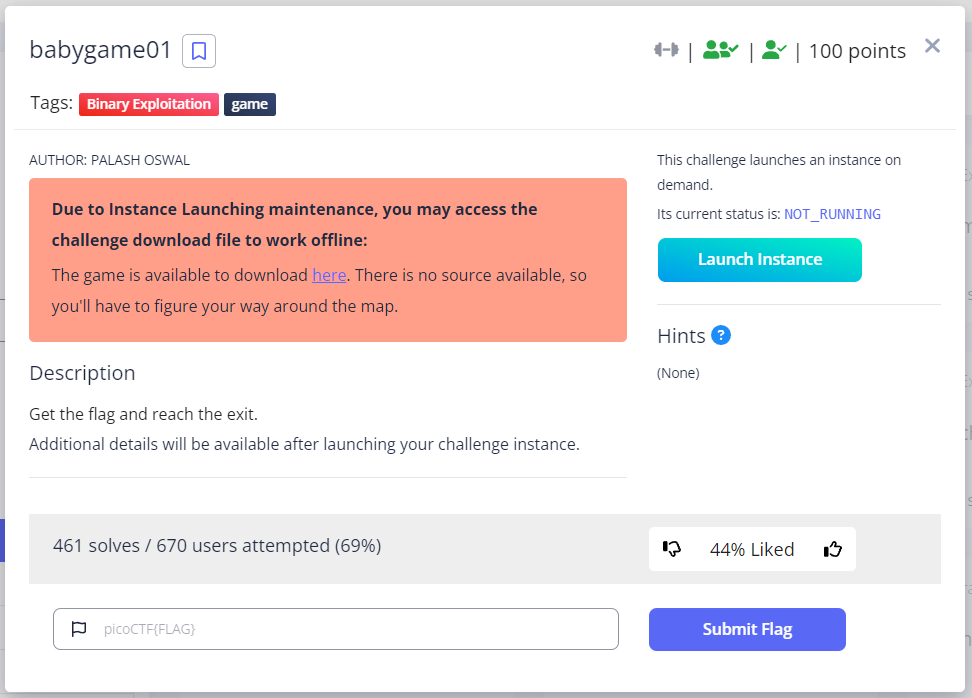 babygame01
| | | 100 points
Tags: Binary Exploitation game
AUTHOR: PALASH OSWAL
Due to Instance Launching maintenance, you may access the
challenge download file to work offline:
The game is available to download here. There is no source available, so
you'll have to figure your way around the map.
Description
Get the flag and reach the exit.
Additional details will be available after launching your challenge instance.
This challenge launches an instance on
demand.
Its current status is: NOT_RUNNING
Launch Instance
Hints ?
(None)
461 solves / 670 users attempted (69%)
44% Liked
picoCTF{FLAG}
Submit Flag